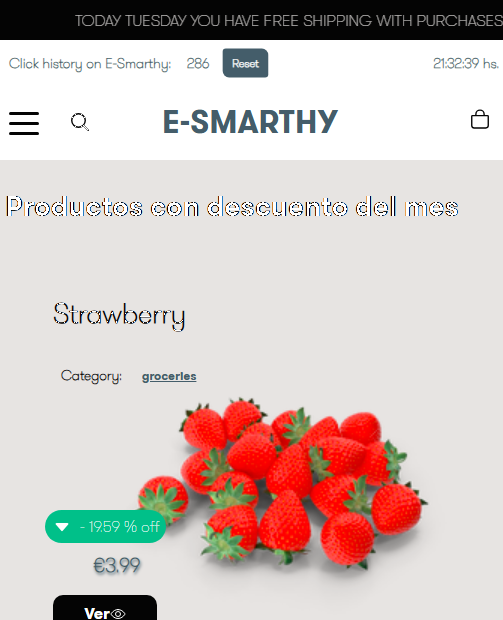 TODAY TUESDAY YOU HAVE FREE SHIPPING WITH PURCHASES
Click history on E-Smarthy: 286 Reset 21:32:39 hs.
E-SMARTHY
Productos con descuento del mes
Strawberry
Category: groceries
- 19.59 % off
€3.99
Ver